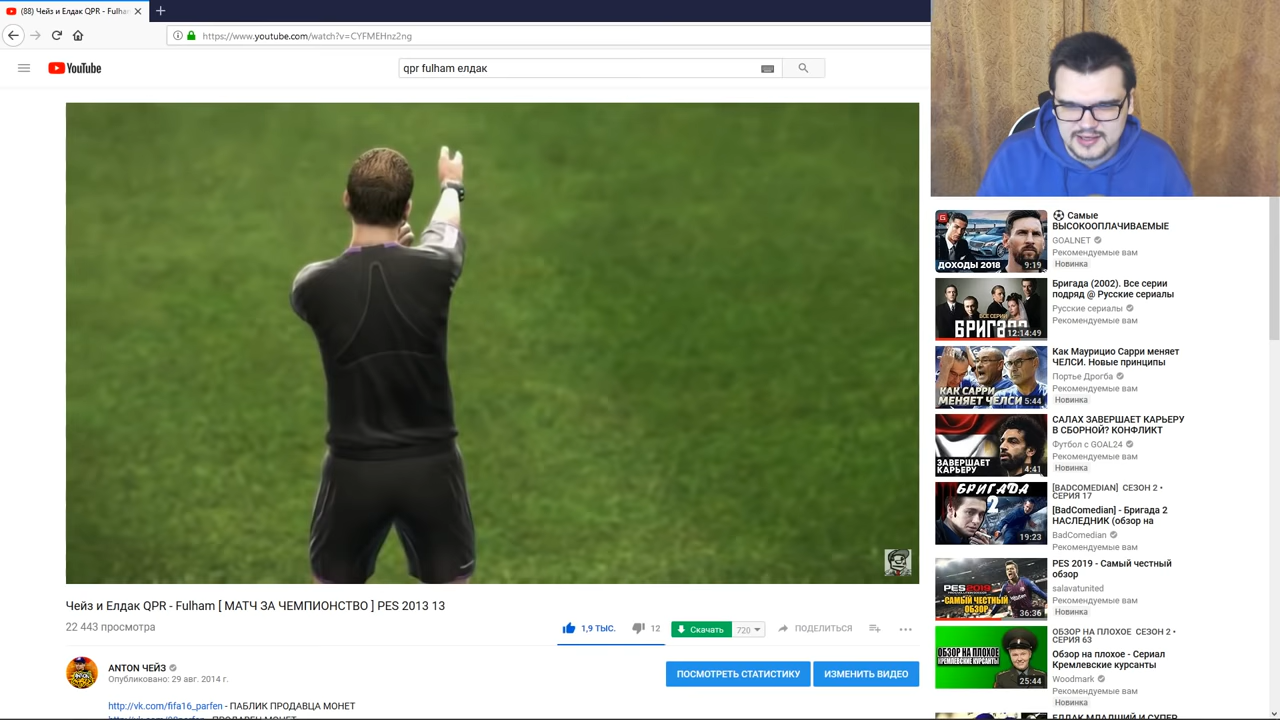 (88) Чейз и Елдак QPR - Fulha
https://www.youtube.com/watch?v=CYFMEHnz2ng
YouTube
qpr fulham елдак
Чейз и Елдак QPR - Fulham [ МАТЧ ЗА ЧЕМПИОНСТВО ] PES 2013 13
22 443 просмотра
1,9 ТЫС.
12
Скачать
720
ПОДЕЛИТЬСЯ
ANTON ЧЕЙЗ
Опубликовано: 29 авг. 2014 г.
ПОСМОТРЕТЬ СТАТИСТИКУ
ИЗМЕНИТЬ ВИДЕО
http://vk.com/fifa16_parfen - ПАБЛИК ПРОДАВЦА МОНЕТ
ДОХОДЫ 2018
9:19
Самые
ВЫСОКООПЛАЧИВАЕМЫЕ
GOALNET
Рекомендуемые вам
Новинка
ВСЕ СЕРИИ
БРИГАДА
12:14:49
Бригада (2002). Все серии
подряд @ Русские сериалы
Русские сериалы
Рекомендуемые вам
КАК САРРИ
МЕНЯЕТ ЧЕЛСИ
5:44
Как Маурицио Сарри меняет
ЧЕЛСИ. Новые принципы
Портье Дрогба
Рекомендуемые вам
Новинка
ЗАВЕРШАЕТ
КАРЬЕРУ
4:41
САЛАХ ЗАВЕРШАЕТ КАРЬЕРУ
В СБОРНОЙ? КОНФЛИКТ
Футбол с GOAL24
Рекомендуемые вам
Новинка
БРИГАДА
2
19:23
[BADCOMEDIAN] СЕЗОН 2 •
СЕРИЯ 17
[BadComedian] - Бригада 2
НАСЛЕДНИК (обзор на
BadComedian
Рекомендуемые вам
PES2019
САМЫЙ ЧЕСТНЫЙ
ОБЗОР
36:36
PES 2019 - Самый честный
обзор
salavatunited
Рекомендуемые вам
Новинка
ОБЗОР НА ПЛОХОЕ
КРЕМЛЕВСКИЕ
КУРСАНТЫ
25:44
ОБЗОР НА ПЛОХОЕ СЕЗОН 2 •
СЕРИЯ 63
Обзор на плохое - Сериал
Кремлевские курсанты
Woodmark
Рекомендуемые вам
Новинка
ЕЛДАК МЛАДШИЙ И СУПЕР